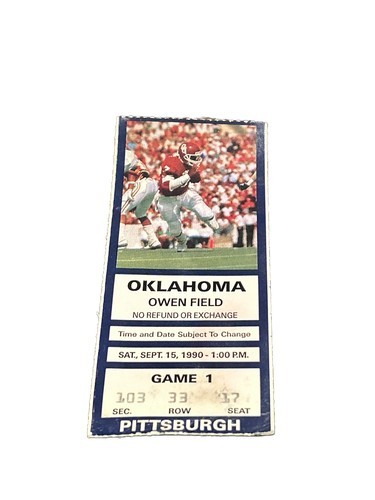 OKLAHOMA
OWEN FIELD
NO REFUND OR EXCHANGE
Time and Date Subject To Change
SAT., SEPT. 15, 1990 - 1:00 P.M.
GAME 1
103 33 17
SEC. ROW SEAT
PITTSBURGH